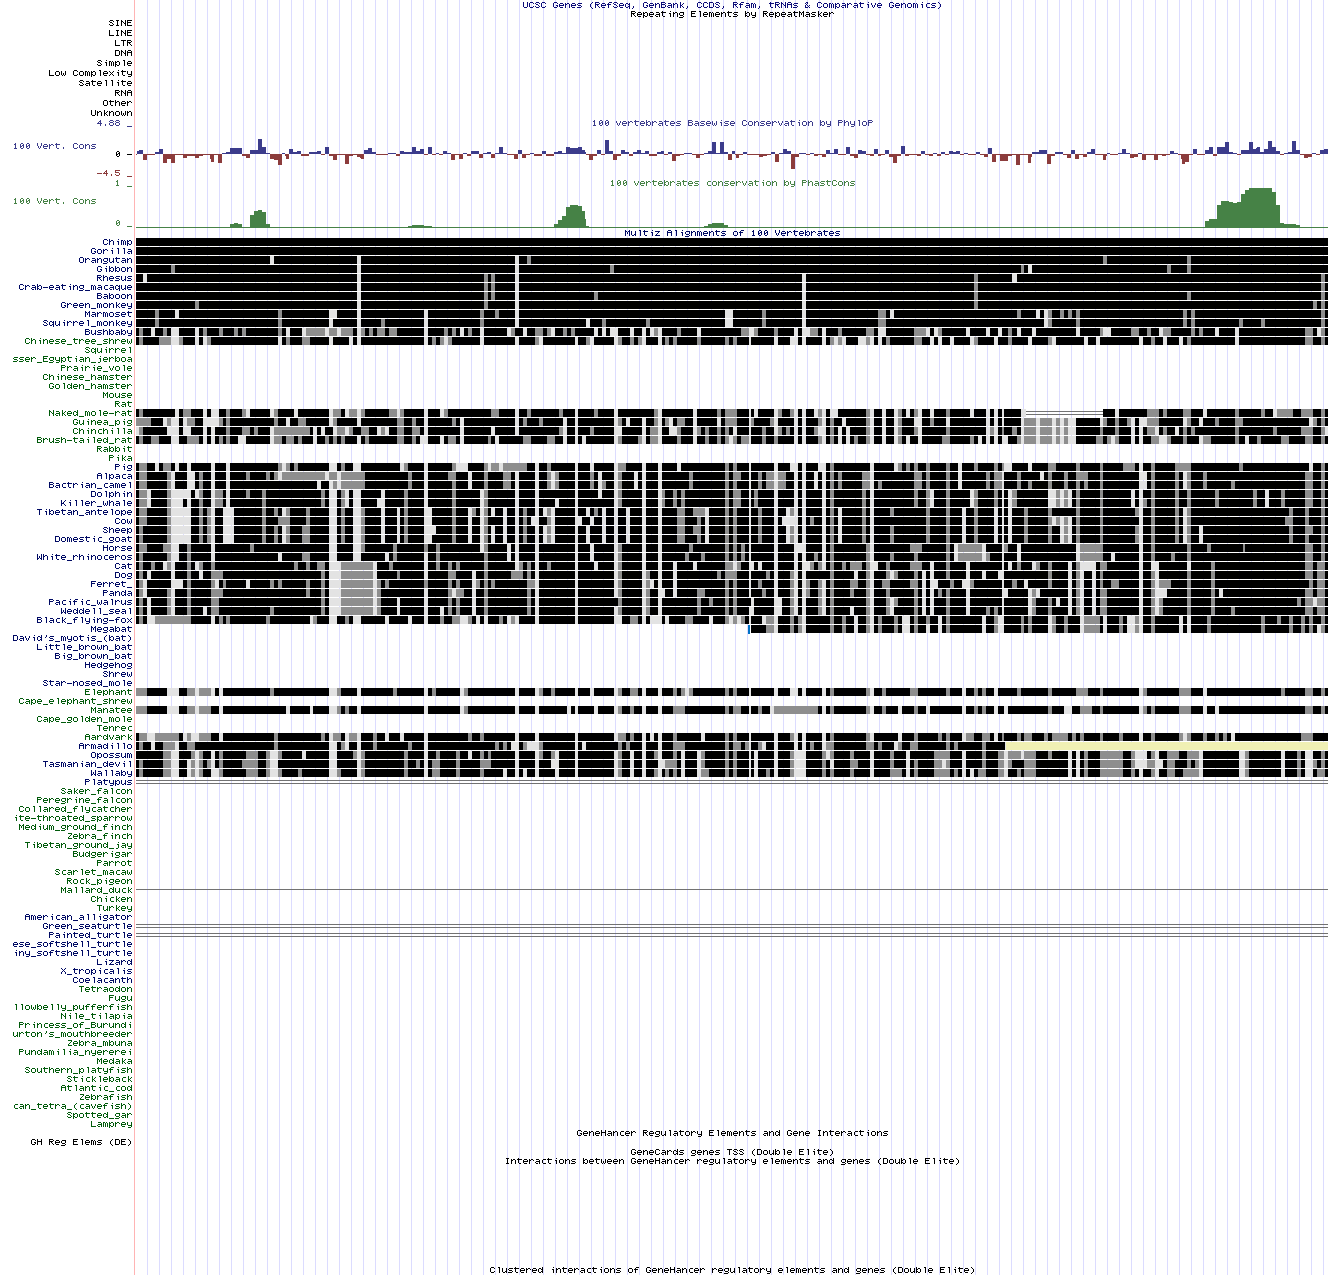 UCSC Genes (RefSeq, GenBank, CCDS, Rfam, tRNAs & Comparative Genomics)
Repeating Elements by RepeatMasker
SINE
LINE
LTR
DNA
Simple
Low Complexity
Satellite
RNA
Other
Unknown
4.88 _
100 vertebrates Basewise Conservation by PhyloP
100 Vert. Cons
0 _
-4.5 _
100 vertebrates conservation by PhastCons
1 _
100 Vert. Cons
0 _
Multiz Alignments of 100 Vertebrates
Chimp
Gorilla
Orangutan
Gibbon
Rhesus
Crab-eating_macaque
Baboon
Green_monkey
Marmoset
Squirrel_monkey
Bushbaby
Chinese_tree_shrew
Squirrel
sser_Egyptian_jerboa
Prairie_vole
Chinese_hamster
Golden_hamster
Mouse
Rat
Naked_mole-rat
Guinea_pig
Chinchilla
Brush-tailed_rat
Rabbit
Pika
Pig
Alpaca
Bactrian_camel
Dolphin
Killer_whale
Tibetan_antelope
Cow
Sheep
Domestic_goat
Horse
White_rhinoceros
Cat
Dog
Ferret_
Panda
Pacific_walrus
Weddell_seal
Black_flying-fox
Megabat
David's_myotis_(bat)
Little_brown_bat
Big_brown_bat
Hedgehog
Shrew
Star-nosed_mole
Elephant
Cape_elephant_shrew
Manatee
Cape_golden_mole
Tenrec
Aardvark
Armadillo
Opossum
Tasmanian_devil
Wallaby
Platypus
Saker_falcon
Peregrine_falcon
Collared_flycatcher
ite-throated_sparrow
Medium_ground_finch
Zebra_finch
Tibetan_ground_jay
Budgerigar
Parrot
Scarlet_macaw
Rock_pigeon
Mallard_duck
Chicken
Turkey
American_alligator
Green_seaturtle
Painted_turtle
ese_softshell_turtle
iny_softshell_turtle
Lizard
X_tropicalis
Coelacanth
Tetraodon
Fugu
llowbelly_pufferfish
Nile_tilapia
Princess_of_Burundi
urton's_mouthbreeder
Zebra_mbuna
Pundamilia_nyererei
Medaka
Southern_platyfish
Stickleback
Atlantic_cod
Zebrafish
can_tetra_(cavefish)
Spotted_gar
Lamprey
GeneHancer Regulatory Elements and Gene Interactions
GH Reg Elems (DE)
GeneCards genes TSS (Double Elite)
Interactions between GeneHancer regulatory elements and genes (Double Elite)
Clustered interactions of GeneHancer regulatory elements and genes (Double Elite)